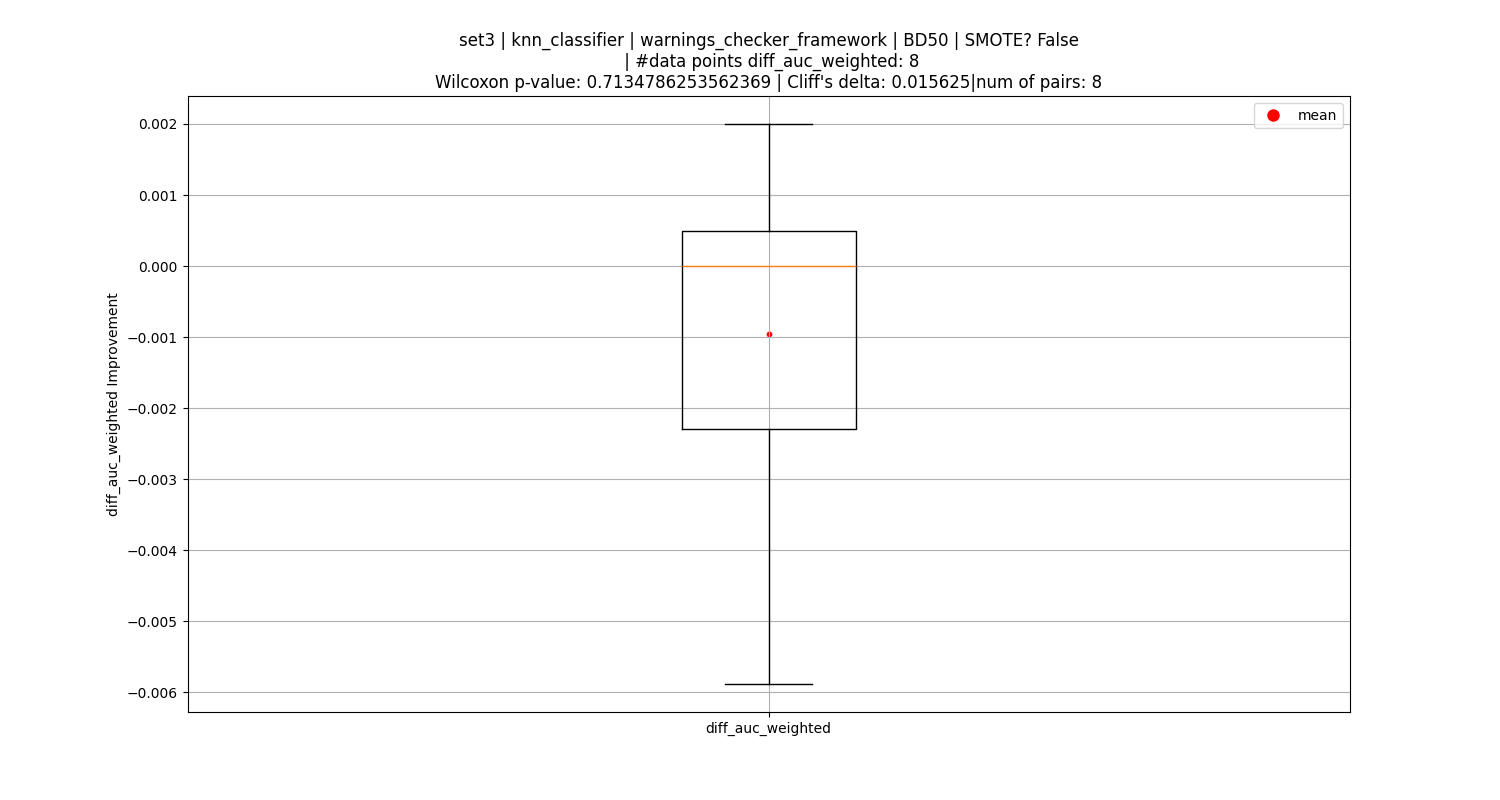 set3 | knn_classifier | warnings_checker_framework | BD50 | SMOTE? False
| #data points diff_auc_weighted: 8
Wilcoxon p-value: 0.7134786253562369 | Cliff's delta: 0.015625|num of pairs: 8
mean
0.002
0.001
0.000
−0.001
−0.002
−0.003
−0.004
−0.005
−0.006
diff_auc_weighted Improvement
diff_auc_weighted